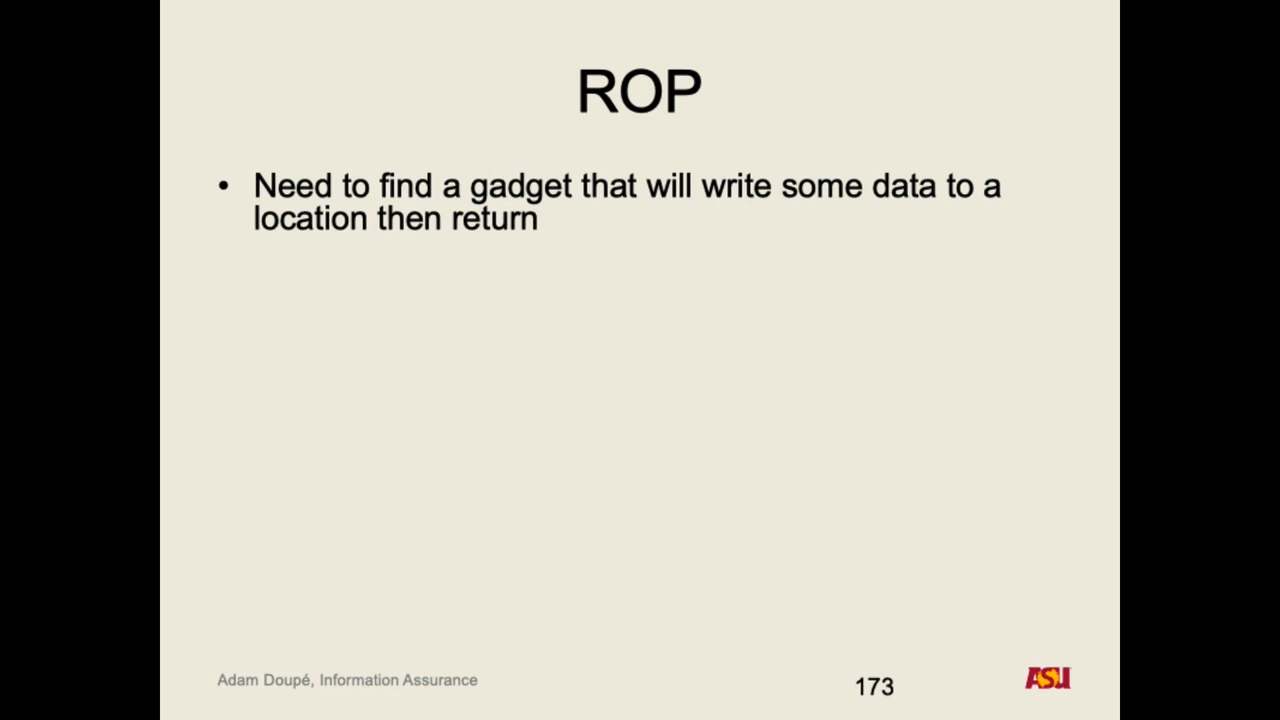 ROP
• Need to find a gadget that will write some data to a
location then return
Adam Doupé, Information Assurance
173
ASU